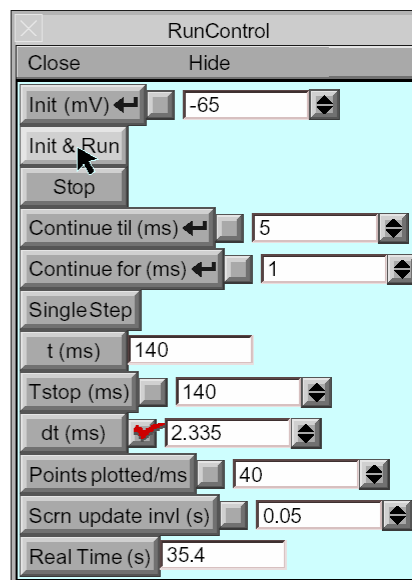 RunControl
Close Hide
Init (mV) -65
Init & Run
Stop
Continue til (ms) 5
Continue for (ms) 1
Single Step
t (ms) 140
Tstop (ms) 140
dt (ms) 2.335
Points plotted/ms 40
Scrn update invl (s) 0.05
Real Time (s) 35.4